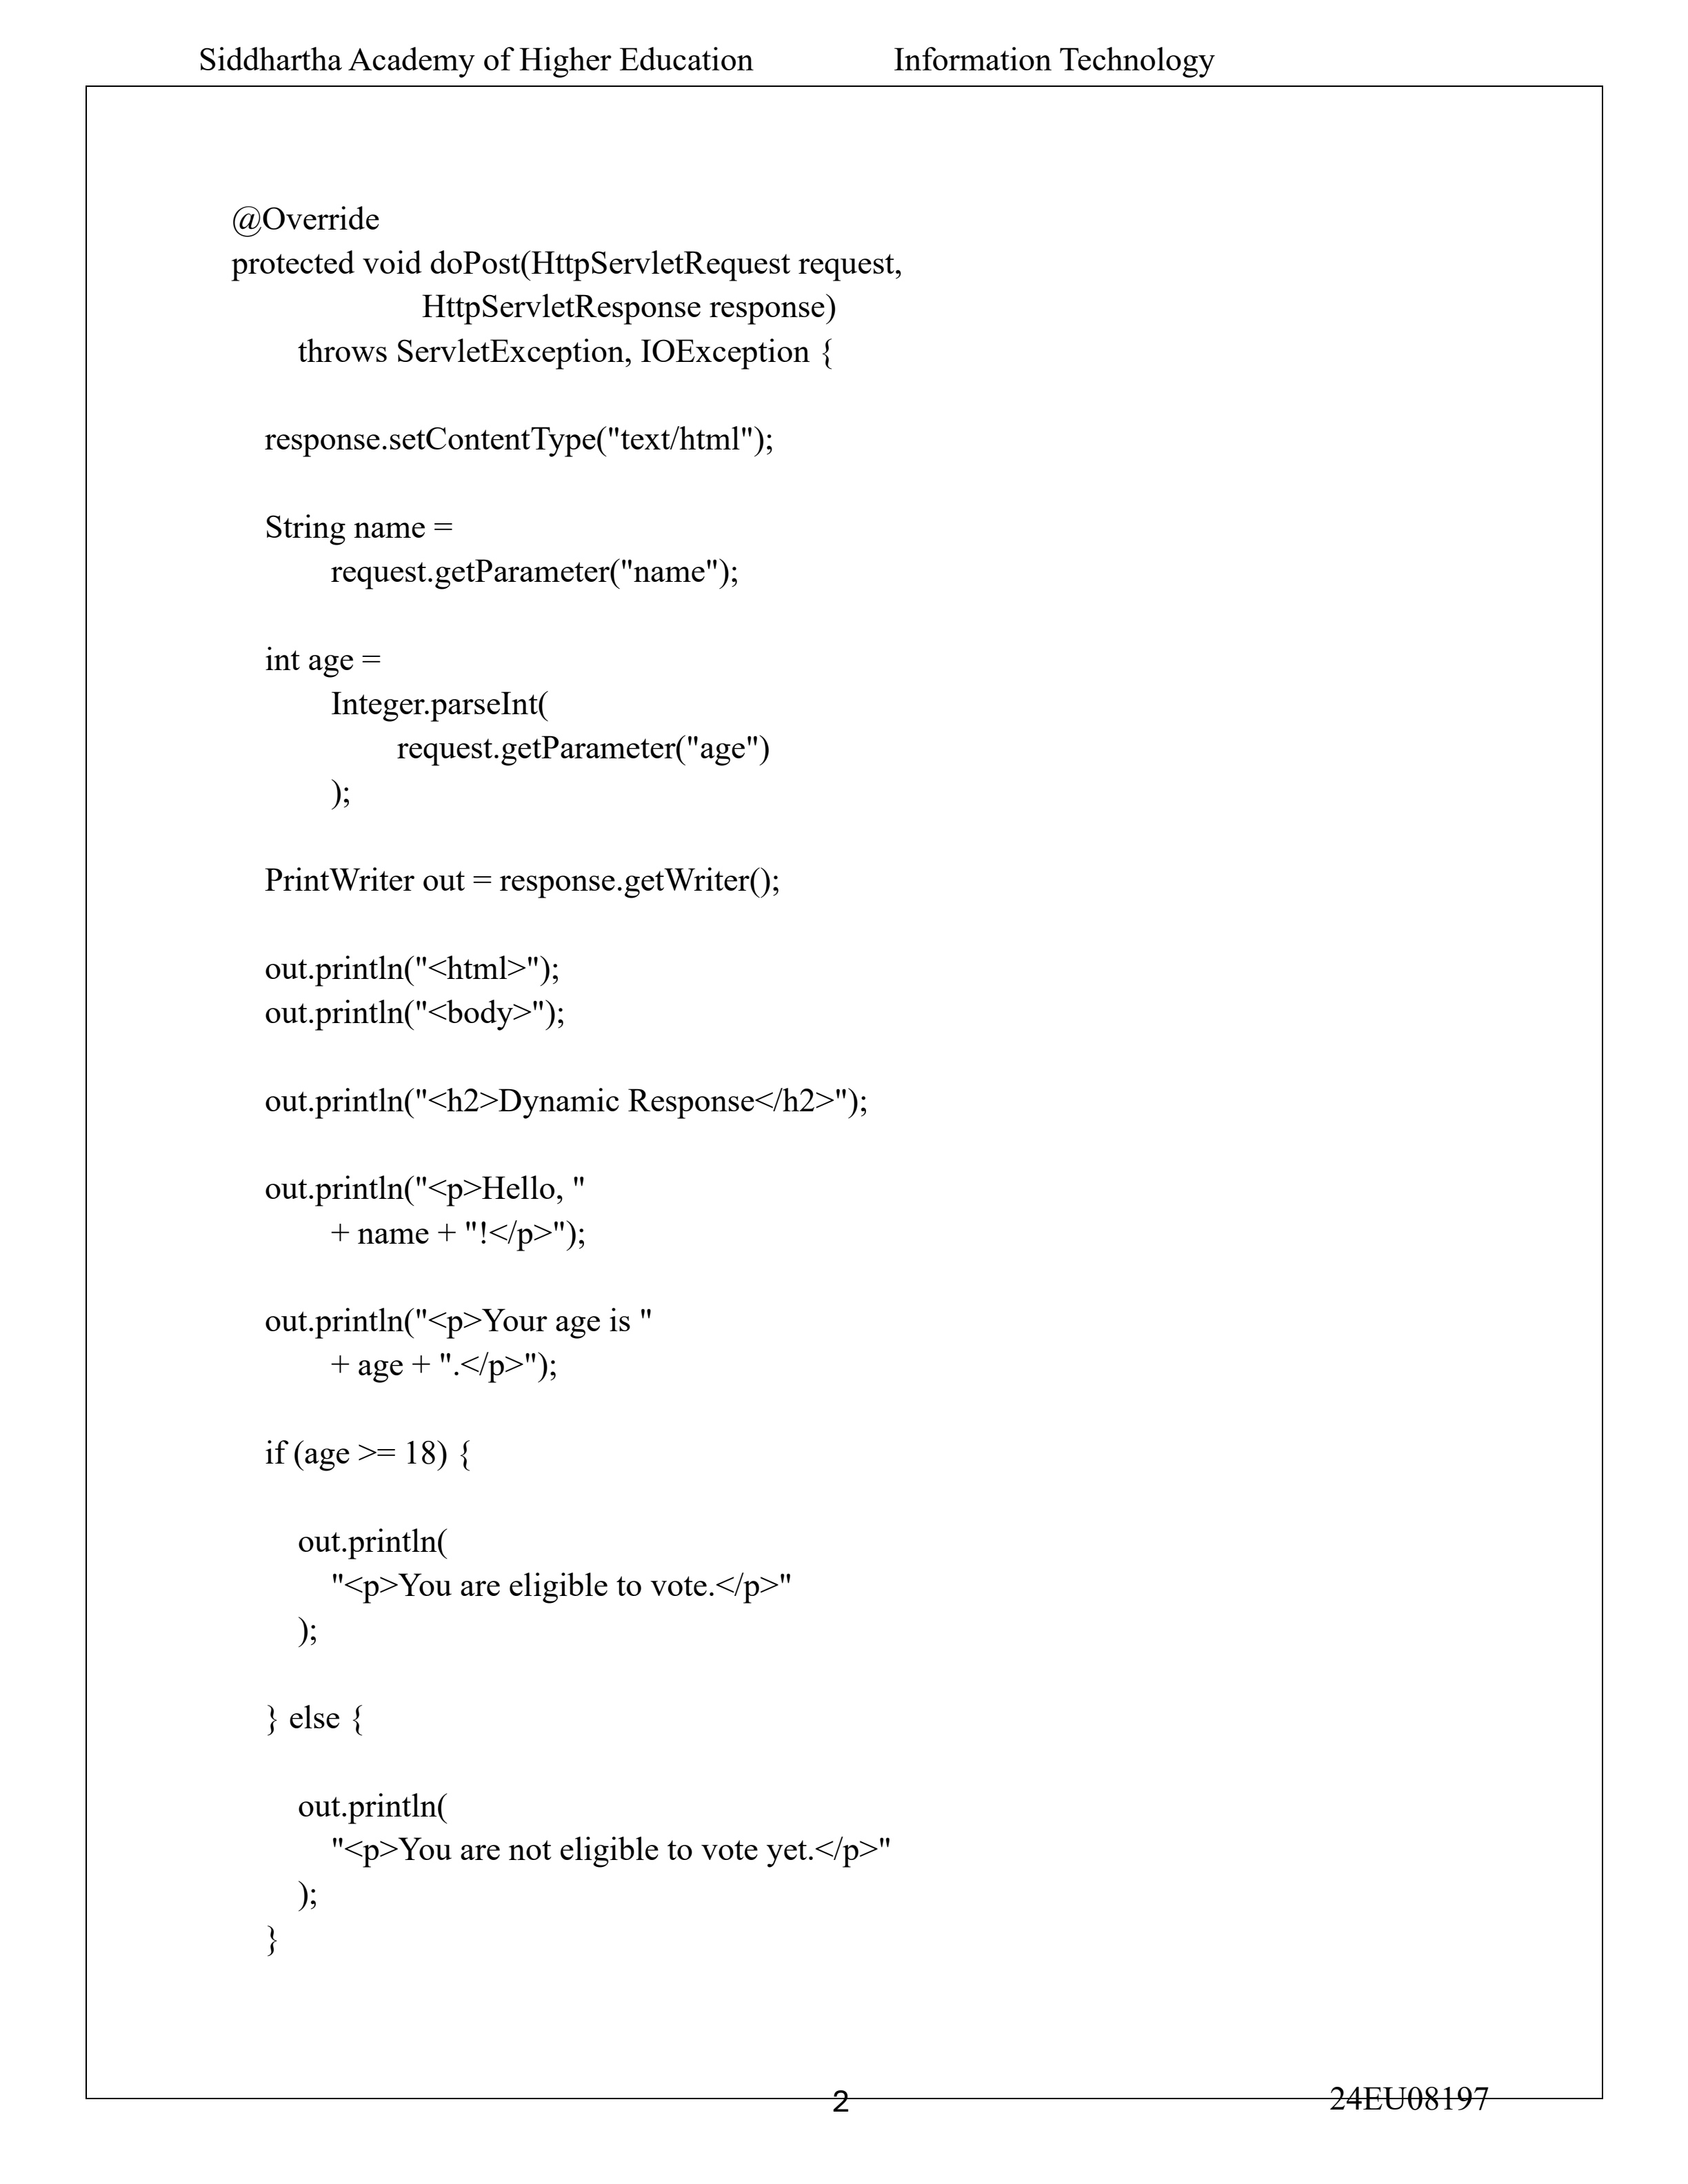 Siddhartha Academy of Higher Education Information Technology
@Override
protected void doPost(HttpServletRequest request,
HttpServletResponse response)
throws ServletException, IOException {
response.setContentType("text/html");
String name =
request.getParameter("name");
int age =
Integer.parseInt(
request.getParameter("age")
);
PrintWriter out = response.getWriter();
out.println("<html>");
out.println("<body>");
out.println("<h2>Dynamic Response</h2>");
out.println("<p>Hello, "
+ name + "!</p>");
out.println("<p>Your age is "
+ age + ".</p>");
if (age >= 18) {
out.println(
"<p>You are eligible to vote.</p>"
);
} else {
out.println(
"<p>You are not eligible to vote yet.</p>"
);
}
2 24EU08197